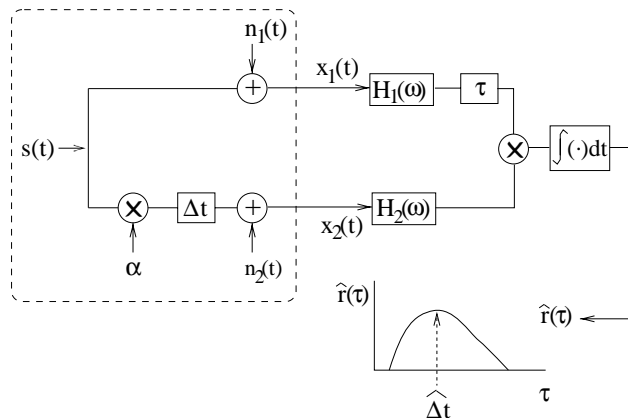 n₁(t)
x₁(t)
H₁(ω)
τ
s(t)
∫(·)dt
Δt
H₂(ω)
x₂(t)
α
n₂(t)
r̂(τ)
r̂(τ)
τ
Δ̂t